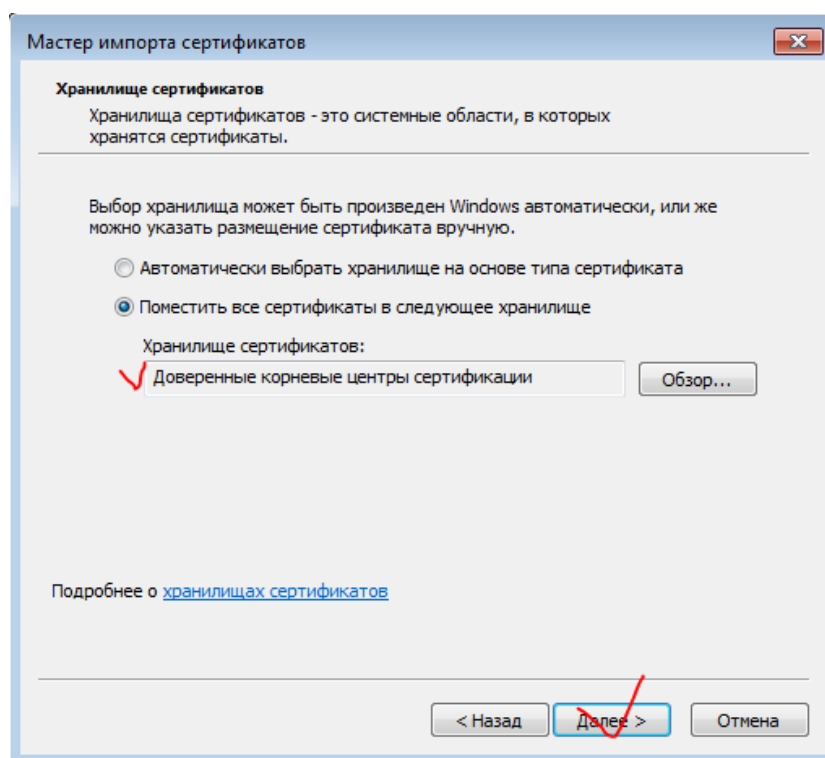 Мастер импорта сертификатов
Хранилище сертификатов
Хранилища сертификатов - это системные области, в которых
хранятся сертификаты.
Выбор хранилища может быть произведен Windows автоматически, или же
можно указать размещение сертификата вручную.
Автоматически выбрать хранилище на основе типа сертификата
Поместить все сертификаты в следующее хранилище
Хранилище сертификатов:
Доверенные корневые центры сертификации
Обзор...
Подробнее о хранилищах сертификатов
< Назад
Далее >
Отмена